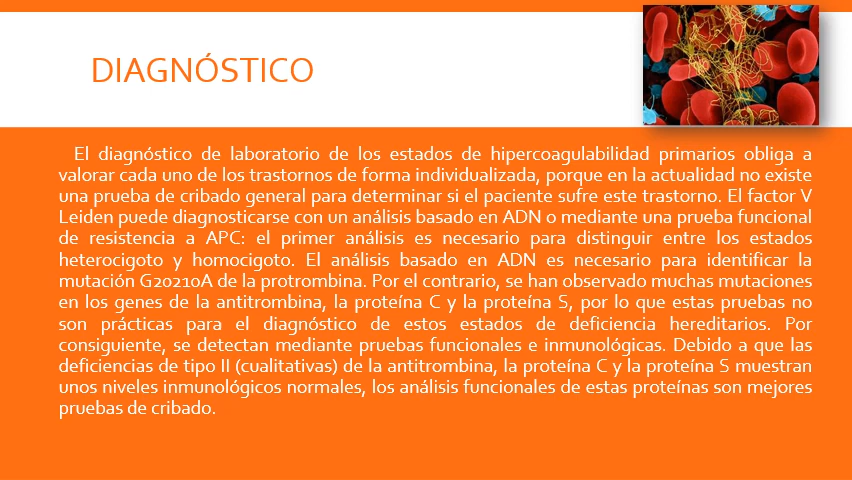 DIAGNÓSTICO
El diagnóstico de laboratorio de los estados de hipercoagulabilidad primarios obliga a
valorar cada uno de los trastornos de forma individualizada, porque en la actualidad no existe
una prueba de cribado general para determinar si el paciente sufre este trastorno. El factor V
Leiden puede diagnosticarse con un análisis basado en ADN o mediante una prueba funcional
de resistencia a APC: el primer análisis es necesario para distinguir entre los estados
heterocigoto y homocigoto. El análisis basado en ADN es necesario para identificar la
mutación G20210A de la protrombina. Por el contrario, se han observado muchas mutaciones
en los genes de la antitrombina, la proteína C y la proteína S, por lo que estas pruebas no
son prácticas para el diagnóstico de estos estados de deficiencia hereditarios. Por
consiguiente, se detectan mediante pruebas funcionales e inmunológicas. Debido a que las
deficiencias de tipo II (cualitativas) de la antitrombina, la proteína C y la proteína S muestran
unos niveles inmunológicos normales, los análisis funcionales de estas proteínas son mejores
pruebas de cribado.